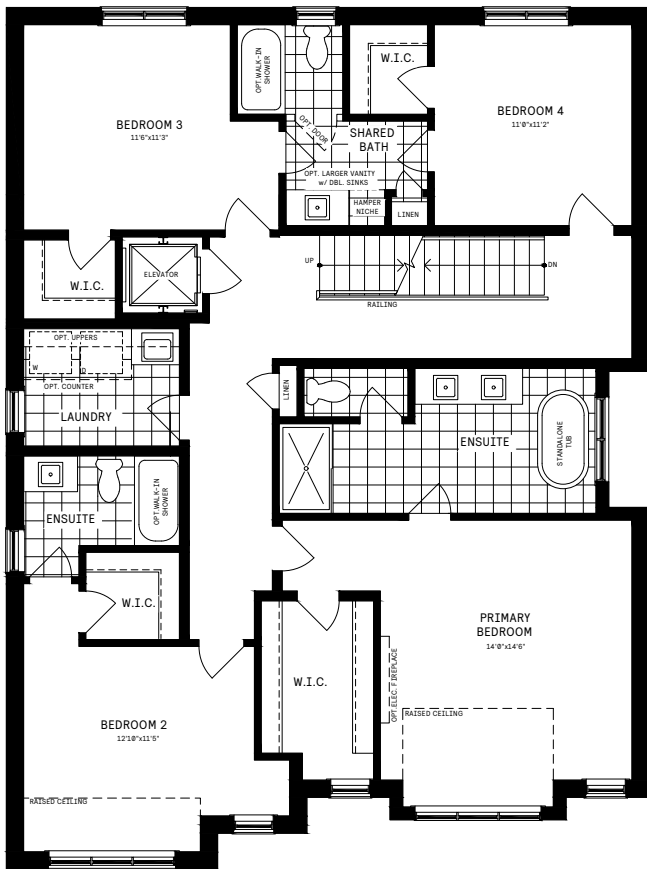 OPT.WALK-IN
SHOWER
W.I.C.
BEDROOM 3
11'6"x11'3"
BEDROOM 4
11'0"x11'2"
OPT. DOOR
SHARED
BATH
OPT. LARGER VANITY
w/ DBL. SINKS
HAMPER
NICHE
LINEN
W.I.C.
ELEVATOR
UP
DN
RAILING
OPT. UPPERS
W
D
OPT. COUNTER
LAUNDRY
LINEN
ENSUITE
STANDALONE
TUB
ENSUITE
OPT.WALK-IN
SHOWER
W.I.C.
PRIMARY
BEDROOM
14'0"x14'6"
W.I.C.
OPT.ELEC. FIREPLACE
RAISED CEILING
BEDROOM 2
12'10"x11'5"
RAISED CEILING